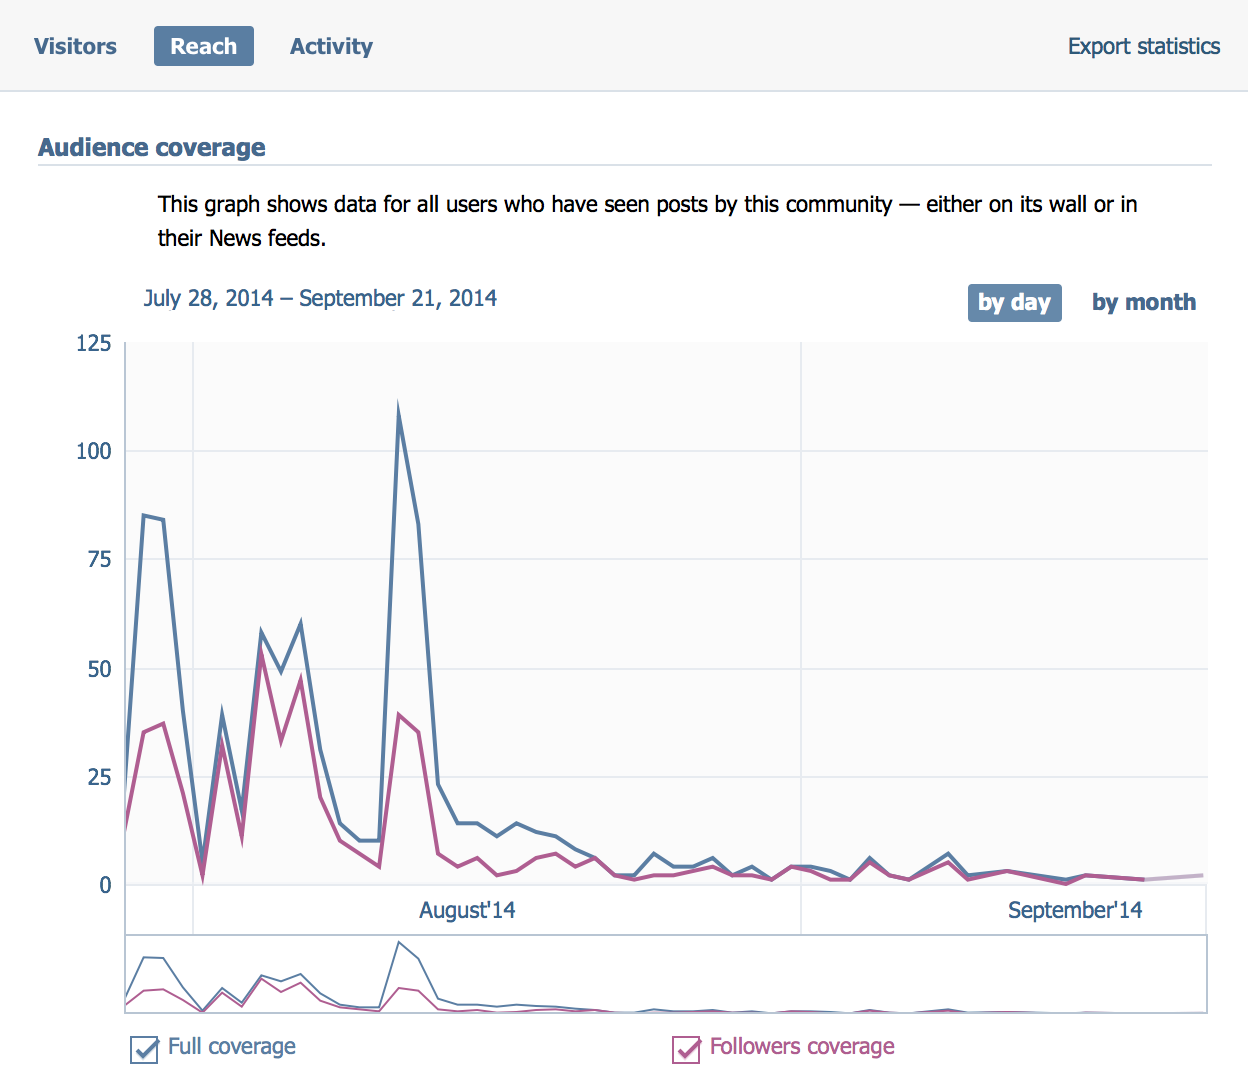 Visitors Reach Activity Export statistics
Audience coverage
This graph shows data for all users who have seen posts by this community — either on its wall or in
their News feeds.
July 28, 2014 – September 21, 2014 by day by month
125
100
75
50
25
0
August'14 September'14
Full coverage Followers coverage